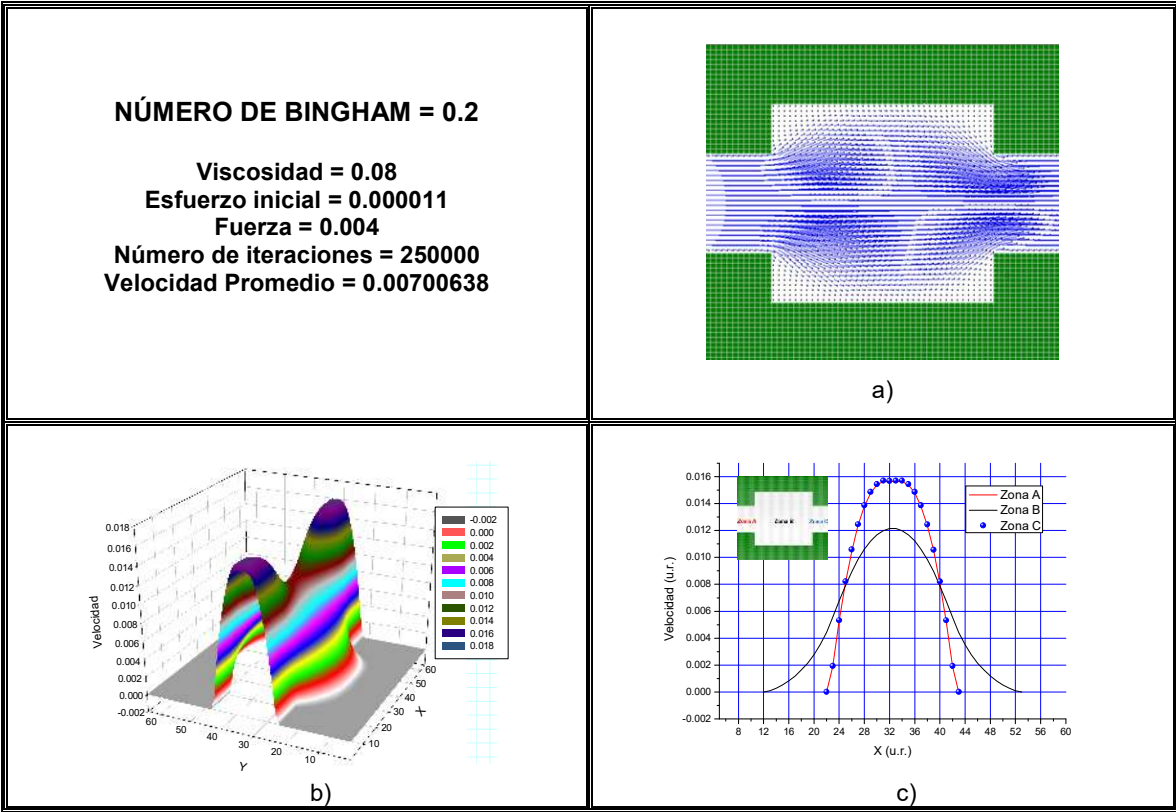 NÚMERO DE BINGHAM = 0.2
Viscosidad = 0.08
Esfuerzo inicial = 0.000011
Fuerza = 0.004
Número de iteraciones = 250000
Velocidad Promedio = 0.00700638
a)
0.018
0.016
0.014
0.012
0.010
0.008
0.006
0.004
0.002
0.000
-0.002
Velocidad
60
50
40
30
20
10
Y
10
20
30
40
50
60
X
-0.002
0.000
0.002
0.004
0.006
0.008
0.010
0.012
0.014
0.016
0.018
b)
0.016
0.014
0.012
0.010
0.008
0.006
0.004
0.002
0.000
-0.002
Velocidad (u.r.)
Zona A Zona B Zona C
Zona A
Zona B
Zona C
8 12 16 20 24 28 32 36 40 44 48 52 56 60
X (u.r.)
c)